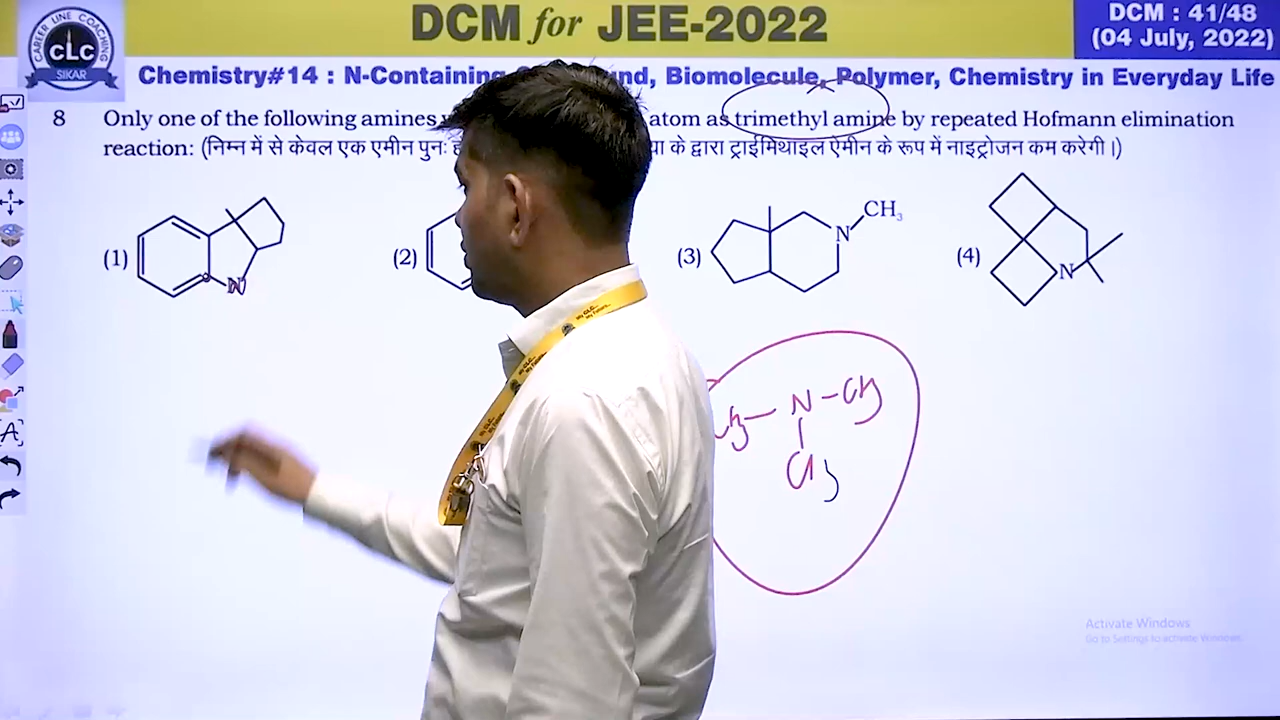 DCM for JEE-2022
DCM : 41/48
(04 July, 2022)
CAREER LINE COACHING
CLC
SIKAR
Chemistry#14 : N-Containing Biomolecule, Polymer, Chemistry in Everyday Life
8 Only one of the following amines atom as trimethyl amine by repeated Hofmann elimination
reaction: (निम्न में से केवल एक एमीन पुनः के द्वारा ट्राईमिथाइल ऐमीन के रूप में नाइट्रोजन कम करेगी।)
(1) N
(2)
(3) N CH3
(4) N
N - CH3
CH3
Activate Windows
Go to Settings to activate Windows.